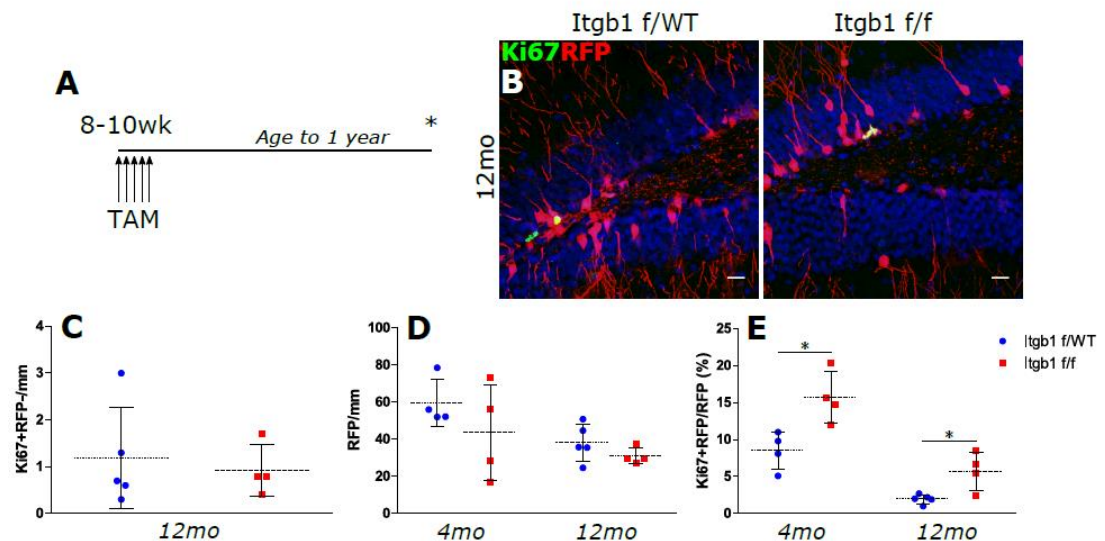 A
8-10wk
Age to 1 year
*
TAM
Itgb1 f/WT
Itgb1 f/f
Ki67RFP
B
12mo
C
Ki67+RFP-/mm
4
3
2
1
0
12mo
D
RFP/mm
100
80
60
40
20
0
4mo
12mo
E
Ki67+RFP/RFP (%)
25
20
15
10
5
0
*
*
4mo
12mo
Itgb1 f/WT
Itgb1 f/f